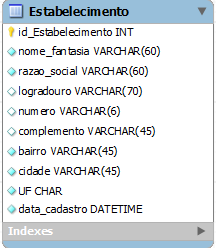 Estabelecimento
id_Estabelecimento INT
nome_fantasia VARCHAR(60)
razao_social VARCHAR(60)
logradouro VARCHAR(70)
numero VARCHAR(6)
complemento VARCHAR(45)
bairro VARCHAR(45)
cidade VARCHAR(45)
UF CHAR
data_cadastro DATETIME
Indexes